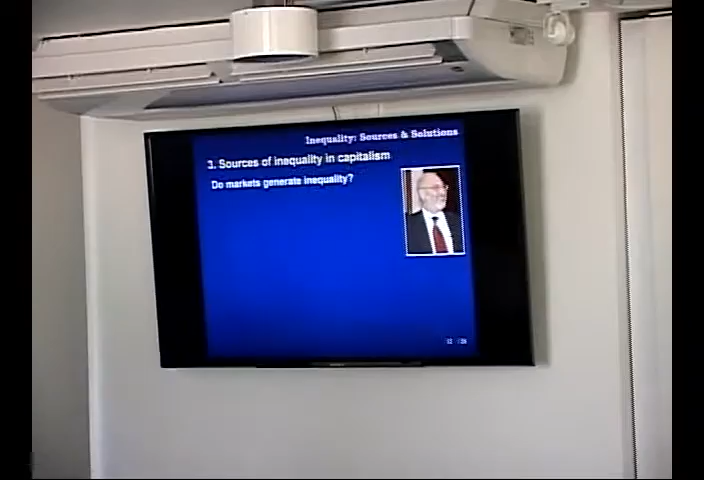 Inequality: Sources & Solutions
3. Sources of inequality in capitalism
Do markets generate inequality?